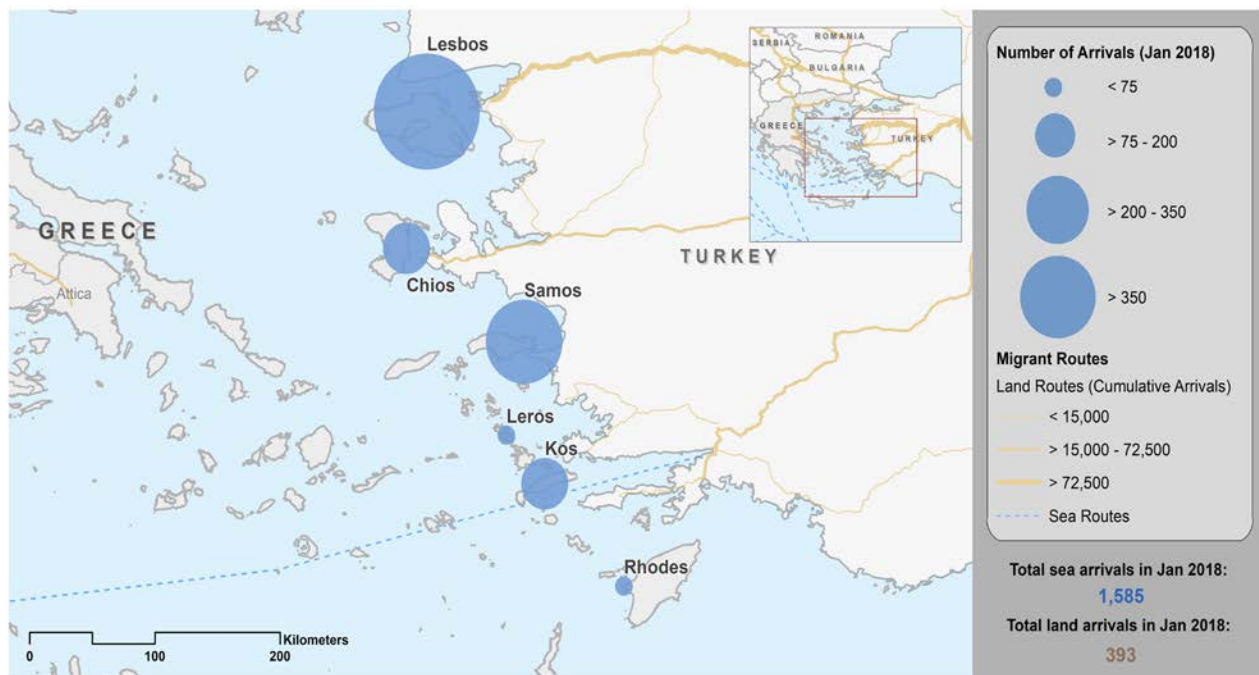 Lesbos
GREECE
Attica
Chios
Samos
TURKEY
Leros
Kos
Rhodes
Kilometers
0 100 200
ROMANIA
SERBIA
BULGARIA
GREECE
TURKEY
Number of Arrivals (Jan 2018)
< 75
> 75 - 200
> 200 - 350
> 350
Migrant Routes
Land Routes (Cumulative Arrivals)
< 15,000
> 15,000 - 72,500
> 72,500
Sea Routes
Total sea arrivals in Jan 2018:
1,585
Total land arrivals in Jan 2018:
393